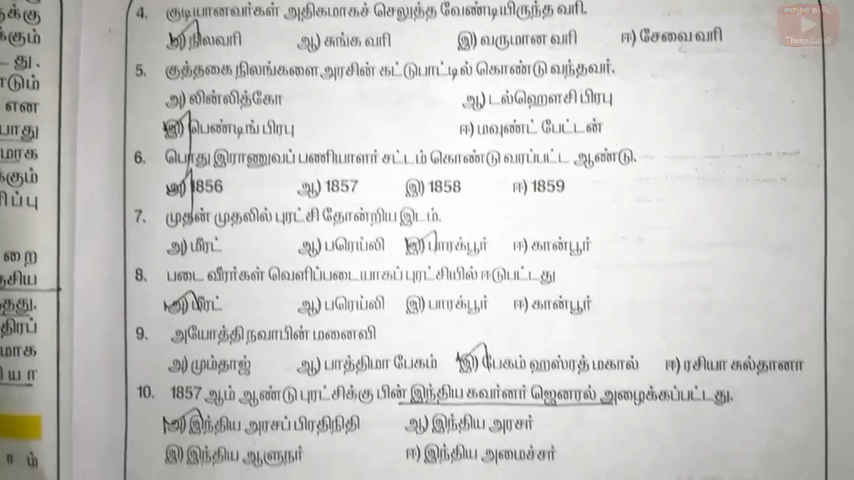 4. குடியானவர்கள் அதிகமாகச் செலுத்த வேண்டியிருந்த வரி.
அ) நிலவரி ஆ) சுங்க வரி இ) வருமான வரி ஈ) சேவை வரி
5. குத்தகை நிலங்களை அரசின் கட்டுபாட்டில் கொண்டு வந்தவர்.
அ) லின்லித்கோ ஆ) டல்ஹௌசி பிரபு
இ) பெண்டிங் பிரபு ஈ) மவுண்ட் பேட்டன்
6. பொது இராணுவப் பணியாளர் சட்டம் கொண்டு வரப்பட்ட ஆண்டு.
அ) 1856 ஆ) 1857 இ) 1858 ஈ) 1859
7. முதன் முதலில் புரட்சி தோன்றிய இடம்.
அ) மீரட் ஆ) பரெய்லி இ) பாரக்பூர் ஈ) கான்பூர்
8. படை வீரர்கள் வெளிப்படையாகப் புரட்சியில் ஈடுபட்டது
அ) மீரட் ஆ) பரெய்லி இ) பாரக்பூர் ஈ) கான்பூர்
9. அயோத்தி நவாபின் மனைவி
அ) மும்தாஜ் ஆ) பாத்திமா பேகம் இ) பேகம் ஹஸ்ரத் மகால் ஈ) ரசியா சுல்தானா
10. 1857 ஆம் ஆண்டு புரட்சிக்கு பின் இந்திய கவர்னர் ஜெனரல் அழைக்கப்பட்டது.
அ) இந்திய அரசப் பிரதிநிதி ஆ) இந்திய அரசர்
இ) இந்திய ஆளுநர் ஈ) இந்திய அமைச்சர்